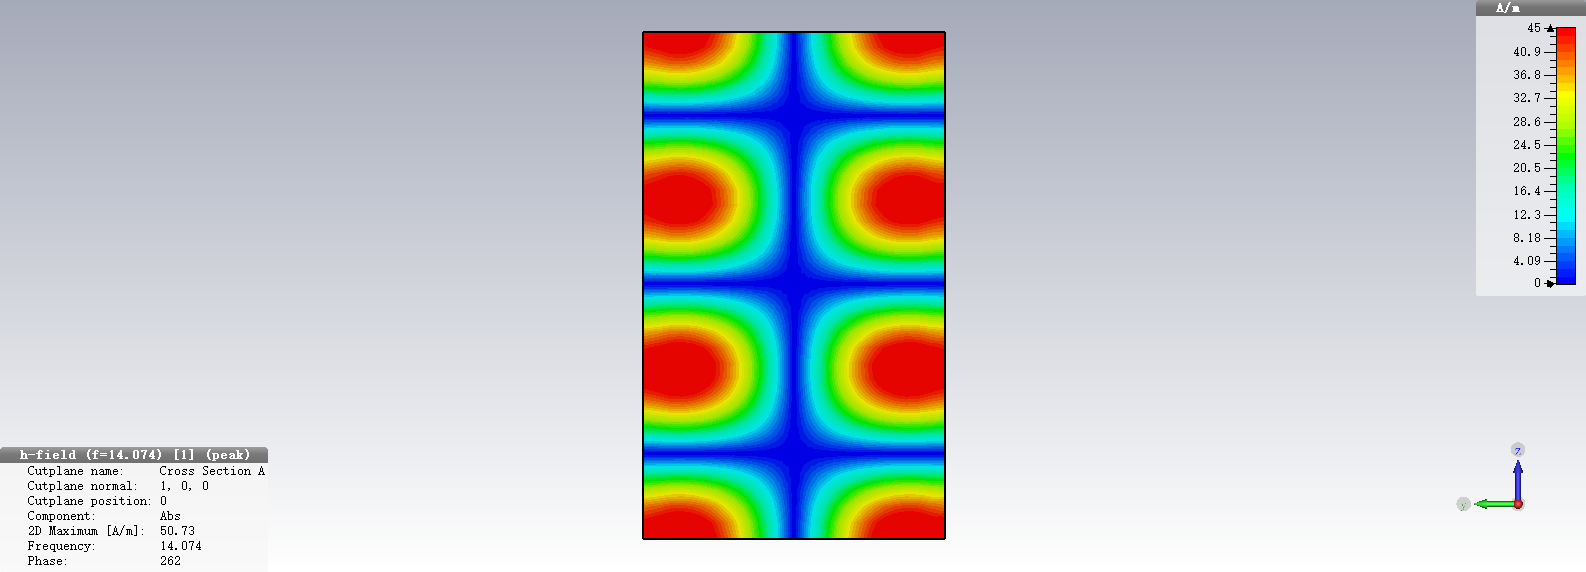 A/m
45
40.9
36.8
32.7
28.6
24.5
20.5
16.4
12.3
8.18
4.09
0
h-field (f=14.074) [1] (peak)
Cutplane name: Cross Section A
Cutplane normal: 1, 0, 0
Cutplane position: 0
Component: Abs
2D Maximum [A/m]: 50.73
Frequency: 14.074
Phase: 262
z
y